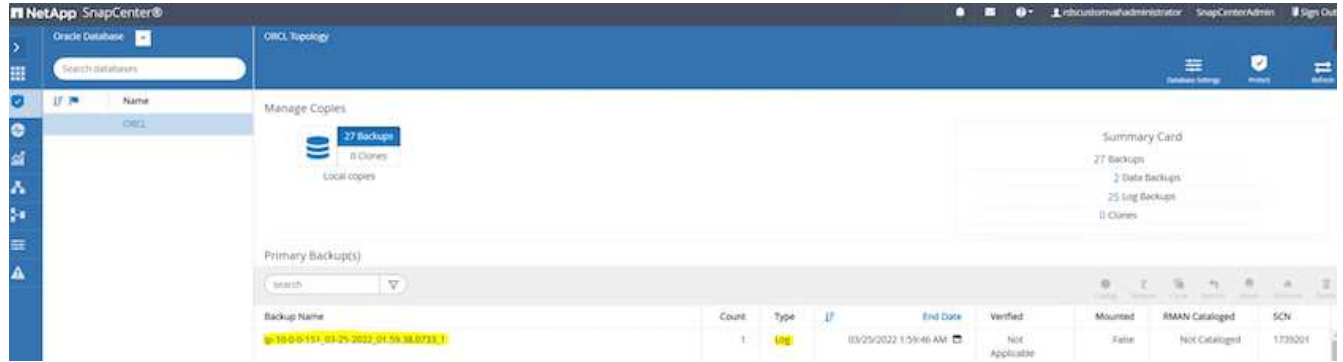 NetApp SnapCenter®
rdscustomval\administrator SnapCenterAdmin Sign Out
Oracle Database
ORCL Topology
Search databases
Database Settings Protect Refresh
Name
ORCL
Manage Copies
27 Backups
0 Clones
Local copies
Summary Card
27 Backups
2 Data Backups
25 Log Backups
0 Clones
Primary Backup(s)
search
Backup Name Count Type End Date Verified Mounted RMAN Cataloged SCN
ip-10-0-0-151_03-25-2022_01.59.38.0733_1 1 Log 03/25/2022 1:59:46 AM Not Applicable False Not Cataloged 1739201